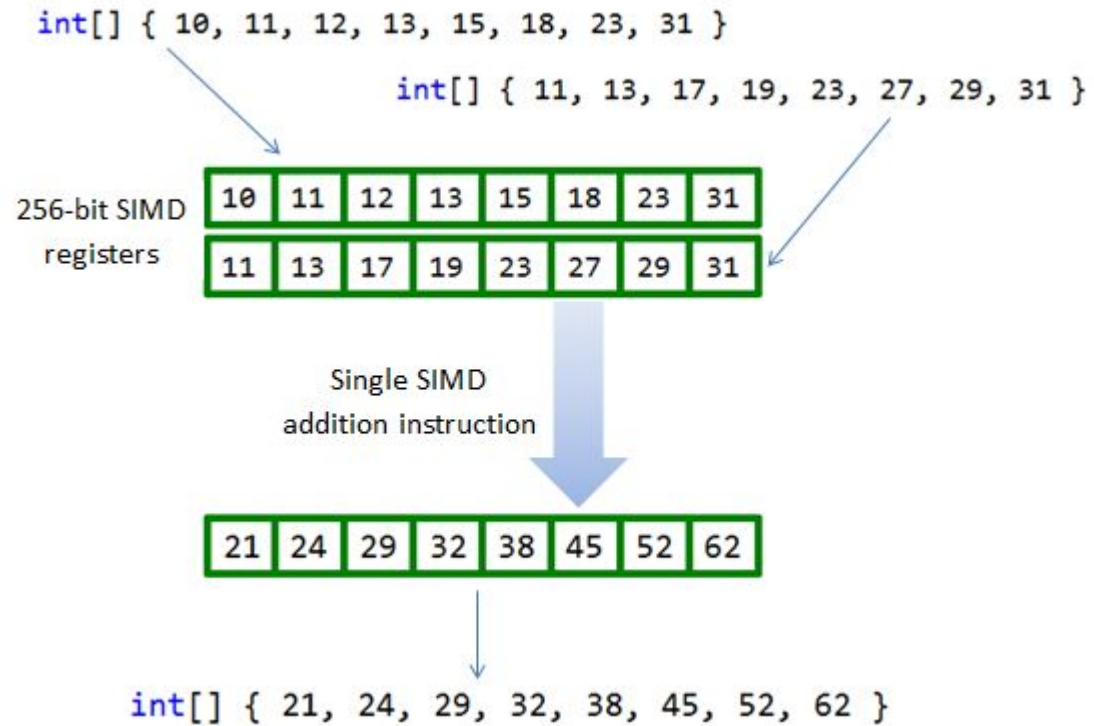 int[] { 10, 11, 12, 13, 15, 18, 23, 31 }
int[] { 11, 13, 17, 19, 23, 27, 29, 31 }
256-bit SIMD
registers
10 11 12 13 15 18 23 31
11 13 17 19 23 27 29 31
Single SIMD
addition instruction
21 24 29 32 38 45 52 62
int[] { 21, 24, 29, 32, 38, 45, 52, 62 }